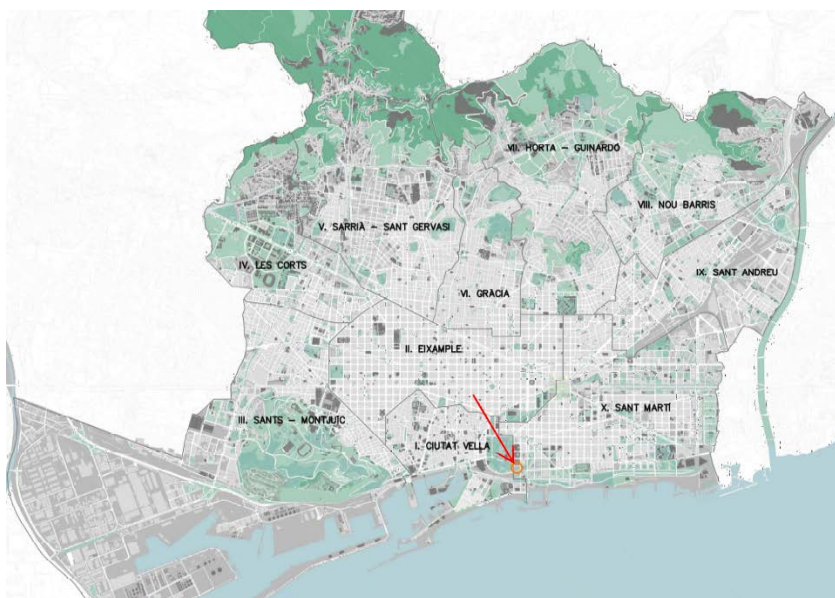 VII. HORTA – GUINARDÓ
VIII. NOU BARRIS
V. SARRIÀ – SANT GERVASI
IV. LES CORTS
IX. SANT ANDREU
VI. GRÀCIA
II. EIXAMPLE
X. SANT MARTÍ
III. SANTS – MONTJUÏC
I. CIUTAT VELLA